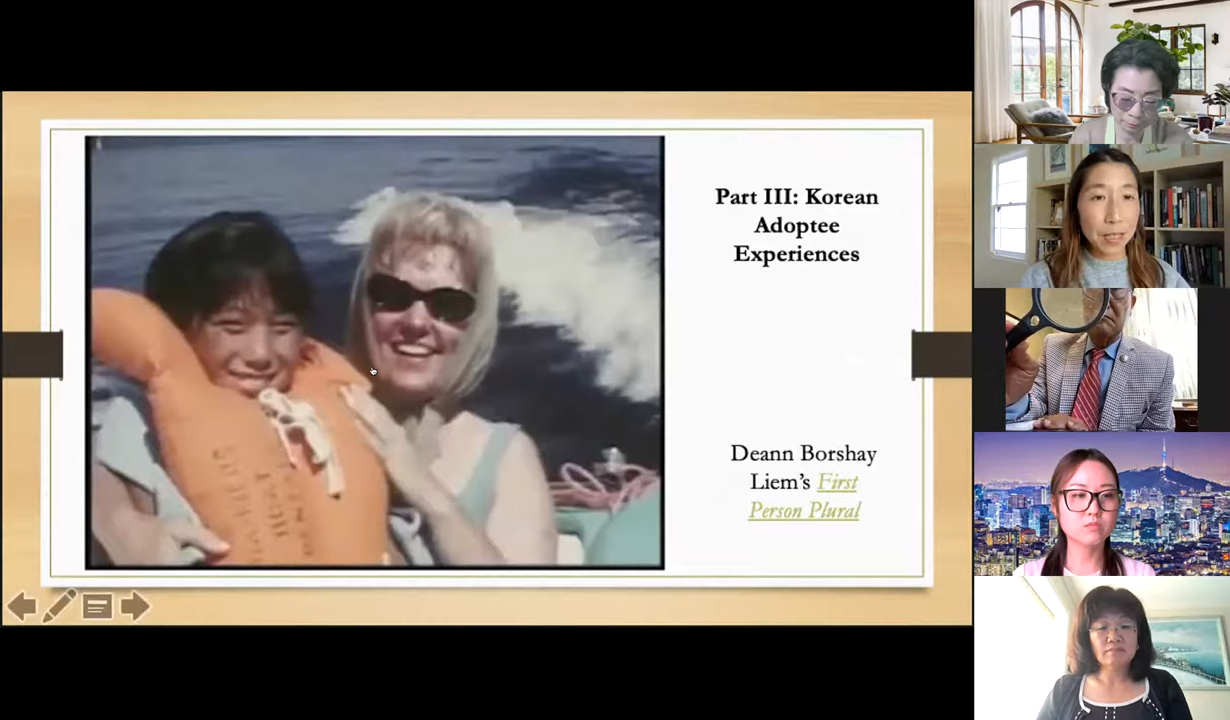 Part III: Korean
Adoptee
Experiences
Deann Borshay
Liem's First
Person Plural